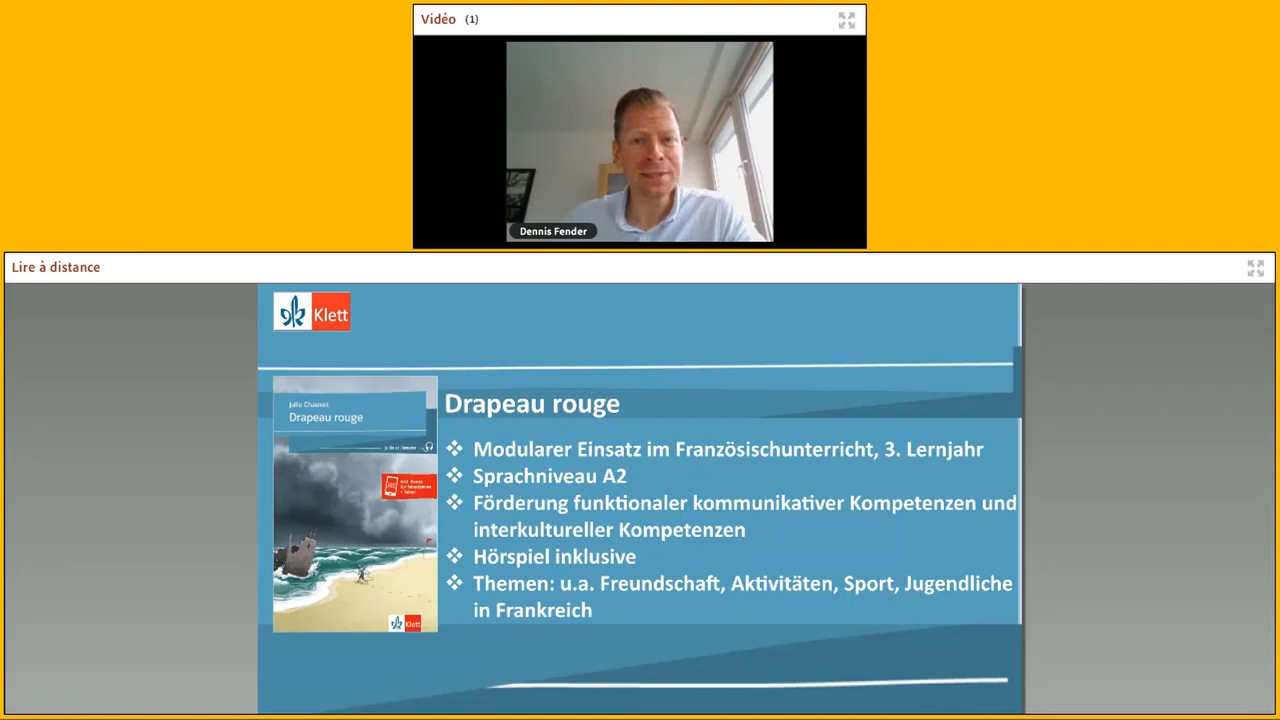 Vidéo (1)
Dennis Fender
Lire à distance
Klett
Julie Chauvet
Drapeau rouge
Drapeau rouge
❖ Modularer Einsatz im Französischunterricht, 3. Lernjahr
❖ Sprachniveau A2
❖ Förderung funktionaler kommunikativer Kompetenzen und
interkultureller Kompetenzen
❖ Hörspiel inklusive
❖ Themen: u.a. Freundschaft, Aktivitäten, Sport, Jugendliche
in Frankreich
Klett